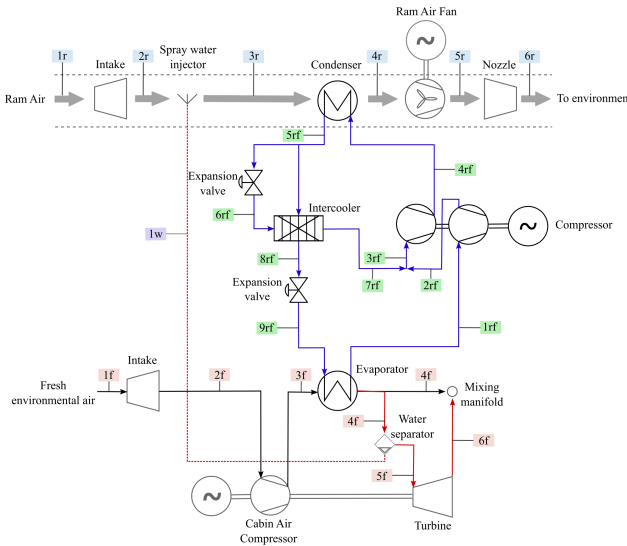 Ram Air Fan
Spray water
injector
1r
Intake
2r
3r
Condenser
4r
5r
Nozzle
6r
Ram Air
To environmen
5rf
4rf
Expansion
valve
6rf
Intercooler
Compressor
1w
8rf
3rf
7rf
2rf
Expansion
valve
9rf
1rf
Intake
Evaporator
1f
2f
3f
4f
Fresh
environmental air
Mixing
manifold
4f
Water
separator
6f
5f
Cabin Air
Compressor
Turbine